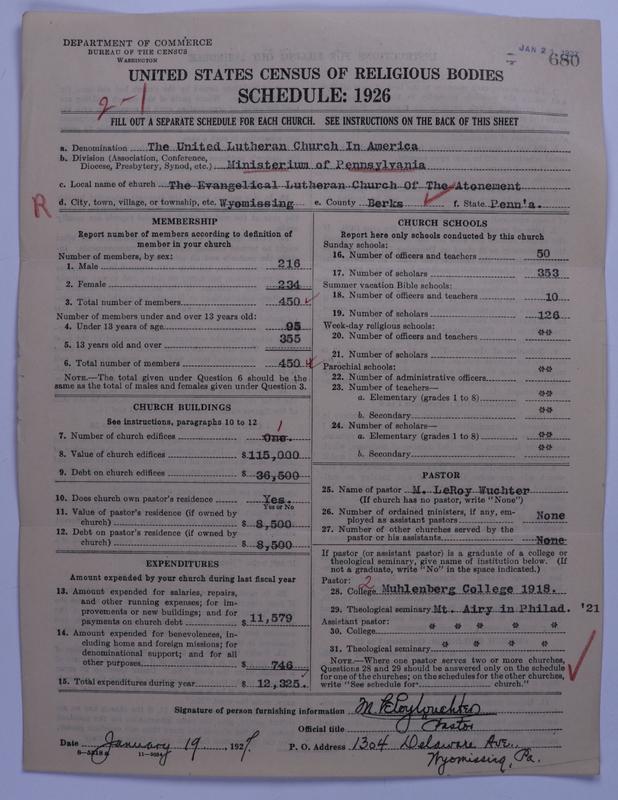 DEPARTMENT OF COMMERCE
BUREAU OF THE CENSUS
WASHINGTON
JAN 2
680
UNITED STATES CENSUS OF RELIGIOUS BODIES
SCHEDULE: 1926
2-1
FILL OUT A SEPARATE SCHEDULE FOR EACH CHURCH. SEE INSTRUCTIONS ON THE BACK OF THIS SHEET
a. Denomination The United Lutheran Church In America
b. Division (Association, Conference,
Diocese, Presbytery, Synod, etc.) Ministerium of Pennsylvania
c. Local name of church The Evangelical Lutheran Church Of The Atonement
R
d. City, town, village, or township, etc. Wyomissing e. County Berks f. State Penn'a.
MEMBERSHIP
Report number of members according to definition of
member in your church
Number of members, by sex:
1. Male 216
2. Female 234
3. Total number of members 450
Number of members under and over 13 years old:
4. Under 13 years of age 95
5. 13 years old and over 355
6. Total number of members 450
NOTE.—The total given under Question 6 should be the
same as the total of males and females given under Question 3.
CHURCH BUILDINGS
See instructions, paragraphs 10 to 12
1
7. Number of church edifices One.
8. Value of church edifices $115,000
9. Debt on church edifices $36,500
10. Does church own pastor's residence Yes.
Yes or No
11. Value of pastor's residence (if owned by
church) $8,500
12. Debt on pastor's residence (if owned by
church) $8,500
EXPENDITURES
Amount expended by your church during last fiscal year
13. Amount expended for salaries, repairs,
and other running expenses; for im-
provements or new buildings; and for
payments on church debt $11,579
14. Amount expended for benevolences, in-
cluding home and foreign missions; for
denominational support; and for all
other purposes $746
15. Total expenditures during year $12,325.
CHURCH SCHOOLS
Report here only schools conducted by this church
Sunday schools:
16. Number of officers and teachers 50
17. Number of scholars 353
Summer vacation Bible schools:
18. Number of officers and teachers 10
19. Number of scholars 126
Week-day religious schools:
20. Number of officers and teachers **
21. Number of scholars
Parochial schools: **
22. Number of administrative officers
23. Number of teachers—
a. Elementary (grades 1 to 8) **
b. Secondary **
24. Number of scholars—
a. Elementary (grades 1 to 8) **
b. Secondary **
PASTOR
25. Name of pastor M. LeRoy Wuchter
(If church has no pastor, write "None")
26. Number of ordained ministers, if any, em-
ployed as assistant pastors None
27. Number of other churches served by the
pastor or his assistants None
If pastor (or assistant pastor) is a graduate of a college or
theological seminary, give name of institution below. (If
not a graduate, write "No" in the space indicated.)
Pastor: 2
28. College Muhlenberg College 1918.
29. Theological seminary Mt. Airy in Philad. '21
Assistant pastor:
30. College * * * * *
31. Theological seminary * * * *
NOTE.—Where one pastor serves two or more churches,
Questions 28 and 29 should be answered only on the schedule
for one of the churches; on the schedules for the other churches,
write "See schedule for church."
Signature of person furnishing information M. LeRoy Wuchter
Official title Pastor
Date January 19, 1927 P. O. Address 1304 Delaware Ave.
Wyomissing, Pa.